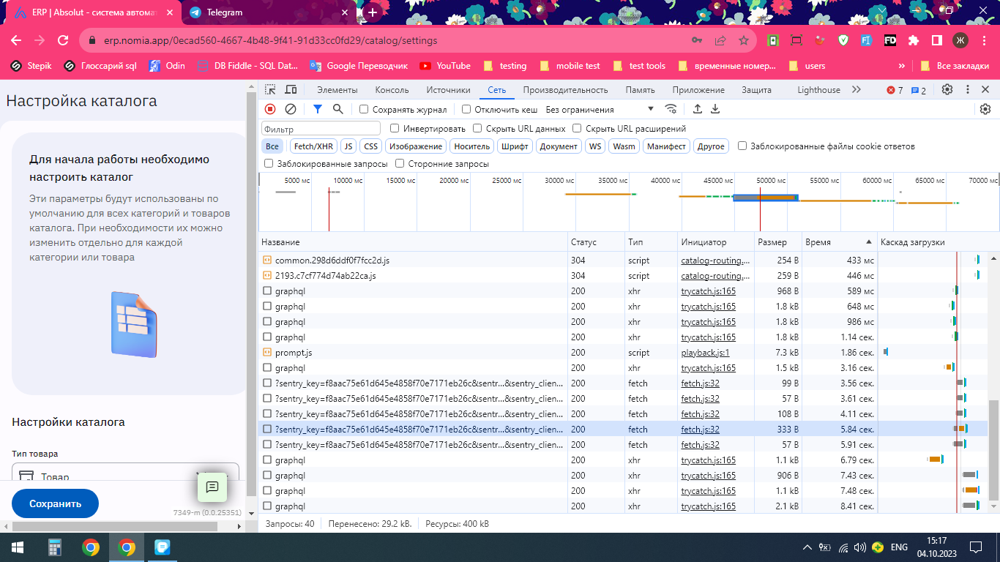 ERP | Absolut - система автомат
Telegram
erp.nomia.app/0ecad560-4667-4b48-9f41-91d33cc0fd29/catalog/settings
Ж
Stepik Глоссарий sql Odin DB Fiddle - SQL Dat... Google Переводчик YouTube testing mobile test test tools временные номер... users » Все закладки
Настройка каталога
Для начала работы необходимо
настроить каталог
Эти параметры будут использованы по
умолчанию для всех категорий и товаров
каталога. При необходимости их можно
изменить отдельно для каждой
категории или товара
Настройки каталога
Тип товара
Товар
Сохранить
7349-m (0.0.25351)
Элементы Консоль Источники Сеть Производительность Память Приложение Защита Lighthouse 7 2
Сохранять журнал Отключить кеш Без ограничения
Фильтр Инвертировать Скрыть URL данных Скрыть URL расширений
Все Fetch/XHR JS CSS Изображение Носитель Шрифт Документ WS Wasm Манифест Другое Заблокированные файлы cookie ответов
Заблокированные запросы Сторонние запросы
5000 мс 10000 мс 15000 мс 20000 мс 25000 мс 30000 мс 35000 мс 40000 мс 45000 мс 50000 мс 55000 мс 60000 мс 65000 мс 70000 мс
Название Статус Тип Инициатор Размер Время Каскад загрузки
common.298d6ddf0f7fcc2d.js 304 script catalog-routing.... 254 B 433 мс
2193.c7cf774d74ab22ca.js 304 script catalog-routing.... 259 B 446 мс
graphql 200 xhr trycatch.js:165 968 B 589 мс
graphql 200 xhr trycatch.js:165 1.8 kB 648 мс
graphql 200 xhr trycatch.js:165 1.8 kB 986 мс
graphql 200 xhr trycatch.js:165 1.8 kB 1.14 сек.
prompt.js 200 script playback.js:1 7.3 kB 1.86 сек.
graphql 200 xhr trycatch.js:165 1.5 kB 3.16 сек.
?sentry_key=f8aac75e61d645e4858f70e7171eb26c&sentr...&sentry_clien... 200 fetch fetch.js:32 99 B 3.56 сек.
?sentry_key=f8aac75e61d645e4858f70e7171eb26c&sentr...&sentry_clien... 200 fetch fetch.js:32 57 B 3.61 сек.
?sentry_key=f8aac75e61d645e4858f70e7171eb26c&sentr...&sentry_clien... 200 fetch fetch.js:32 108 B 4.11 сек.
?sentry_key=f8aac75e61d645e4858f70e7171eb26c&sentr...&sentry_clien... 200 fetch fetch.js:32 333 B 5.84 сек.
?sentry_key=f8aac75e61d645e4858f70e7171eb26c&sentr...&sentry_clien... 200 fetch fetch.js:32 57 B 5.91 сек.
graphql 200 xhr trycatch.js:165 1.1 kB 6.79 сек.
graphql 200 xhr trycatch.js:165 906 B 7.43 сек.
graphql 200 xhr trycatch.js:165 1.1 kB 7.48 сек.
graphql 200 xhr trycatch.js:165 2.1 kB 8.41 сек.
Запросы: 40 Перенесено: 29.2 kB. Ресурсы: 400 kB
ENG
15:17
04.10.2023